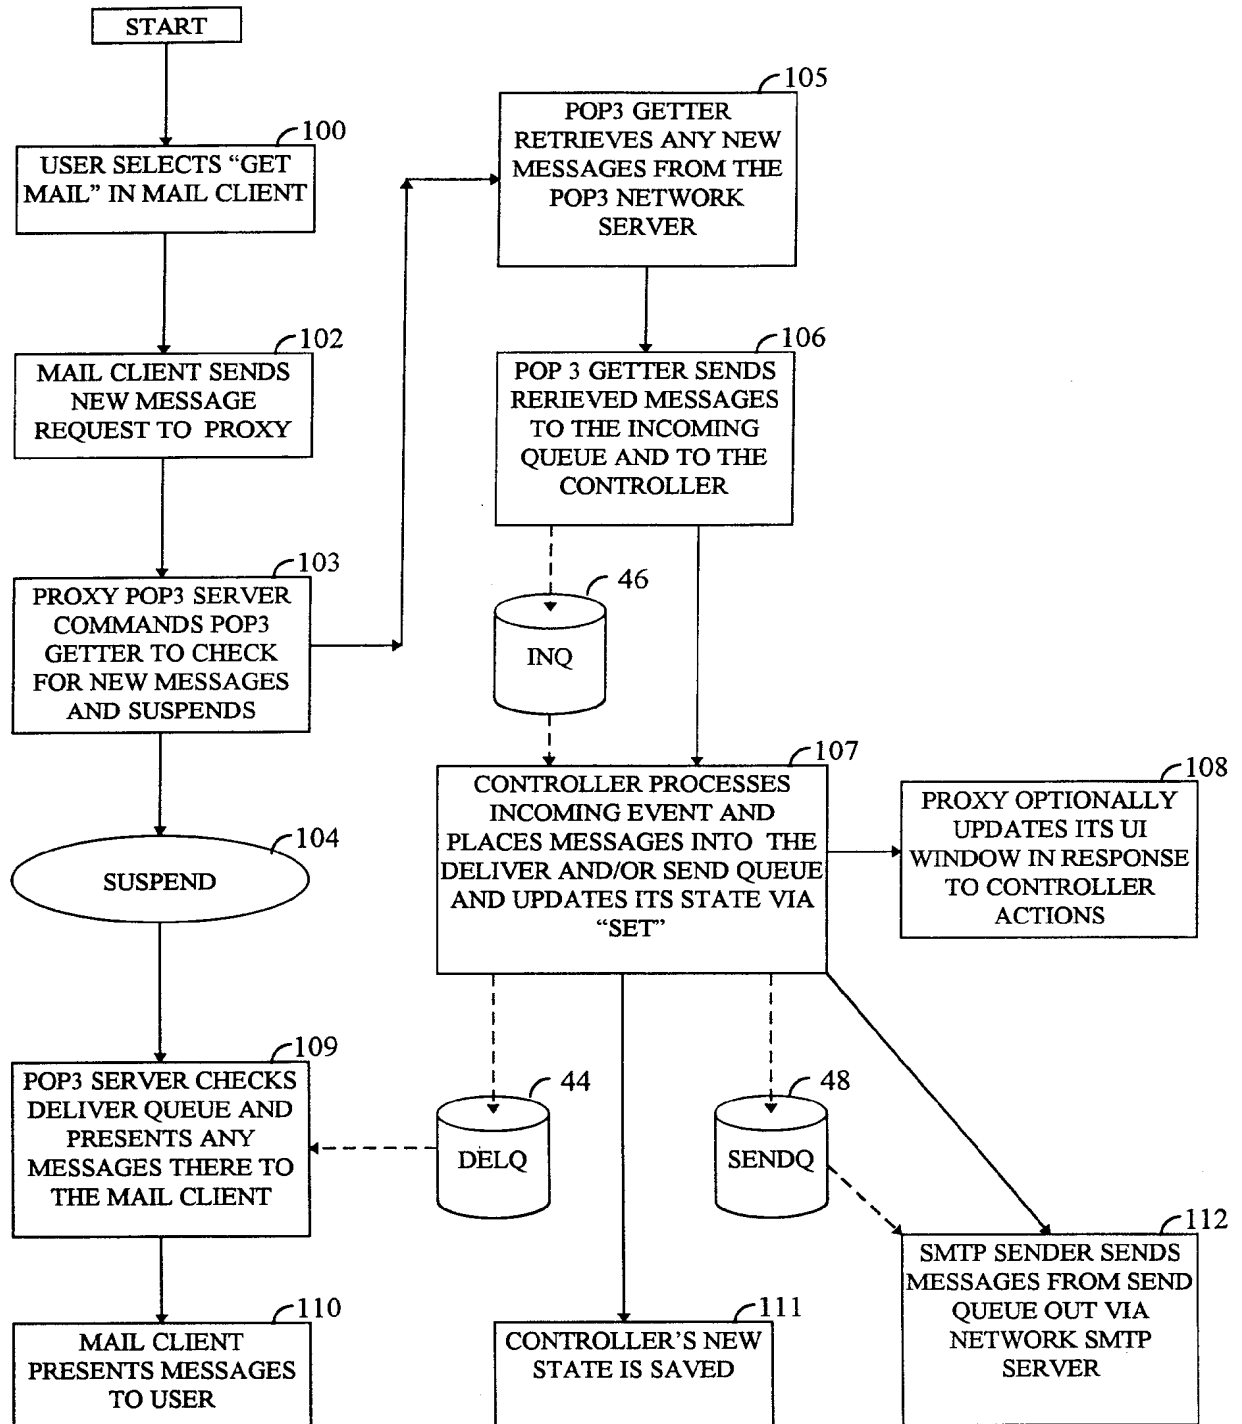 START
100
USER SELECTS “GET
MAIL” IN MAIL CLIENT
102
MAIL CLIENT SENDS
NEW MESSAGE
REQUEST TO PROXY
103
PROXY POP3 SERVER
COMMANDS POP3
GETTER TO CHECK
FOR NEW MESSAGES
AND SUSPENDS
104
SUSPEND
105
POP3 GETTER
RETRIEVES ANY NEW
MESSAGES FROM THE
POP3 NETWORK
SERVER
106
POP 3 GETTER SENDS
RERIEVED MESSAGES
TO THE INCOMING
QUEUE AND TO THE
CONTROLLER
46
INQ
107
CONTROLLER PROCESSES
INCOMING EVENT AND
PLACES MESSAGES INTO THE
DELIVER AND/OR SEND QUEUE
AND UPDATES ITS STATE VIA
“SET”
108
PROXY OPTIONALLY
UPDATES ITS UI
WINDOW IN RESPONSE
TO CONTROLLER
ACTIONS
109
POP3 SERVER CHECKS
DELIVER QUEUE AND
PRESENTS ANY
MESSAGES THERE TO
THE MAIL CLIENT
44
DELQ
48
SENDQ
110
MAIL CLIENT
PRESENTS MESSAGES
TO USER
111
CONTROLLER’S NEW
STATE IS SAVED
112
SMTP SENDER SENDS
MESSAGES FROM SEND
QUEUE OUT VIA
NETWORK SMTP
SERVER